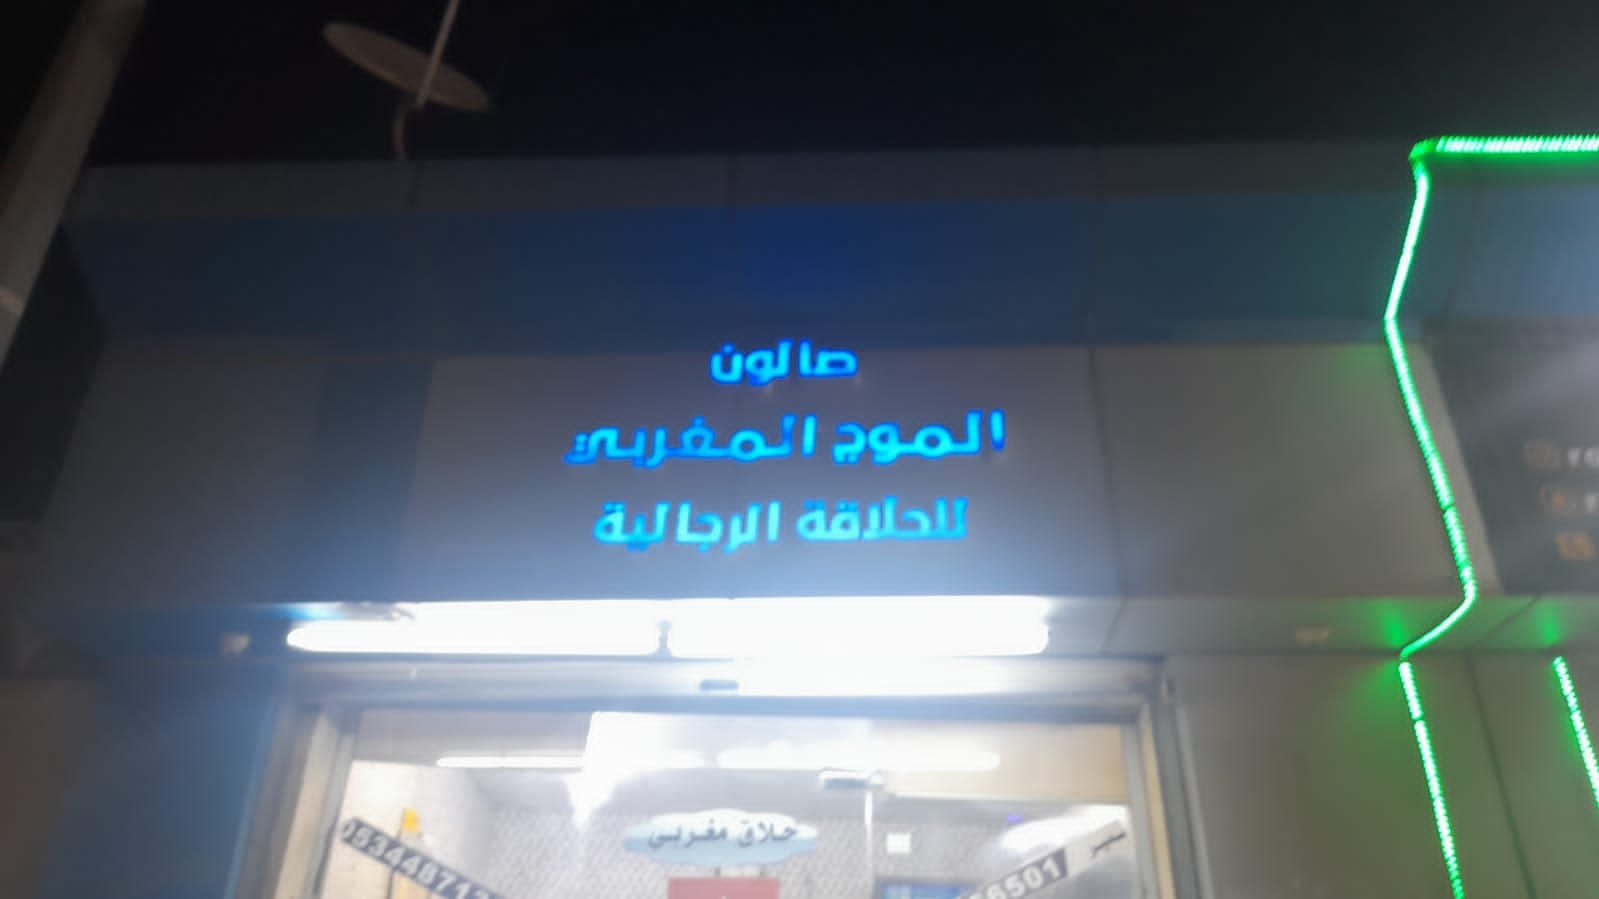 صالون
الموج المغربي
للحلاقة الرجالية
حلاق مغربي